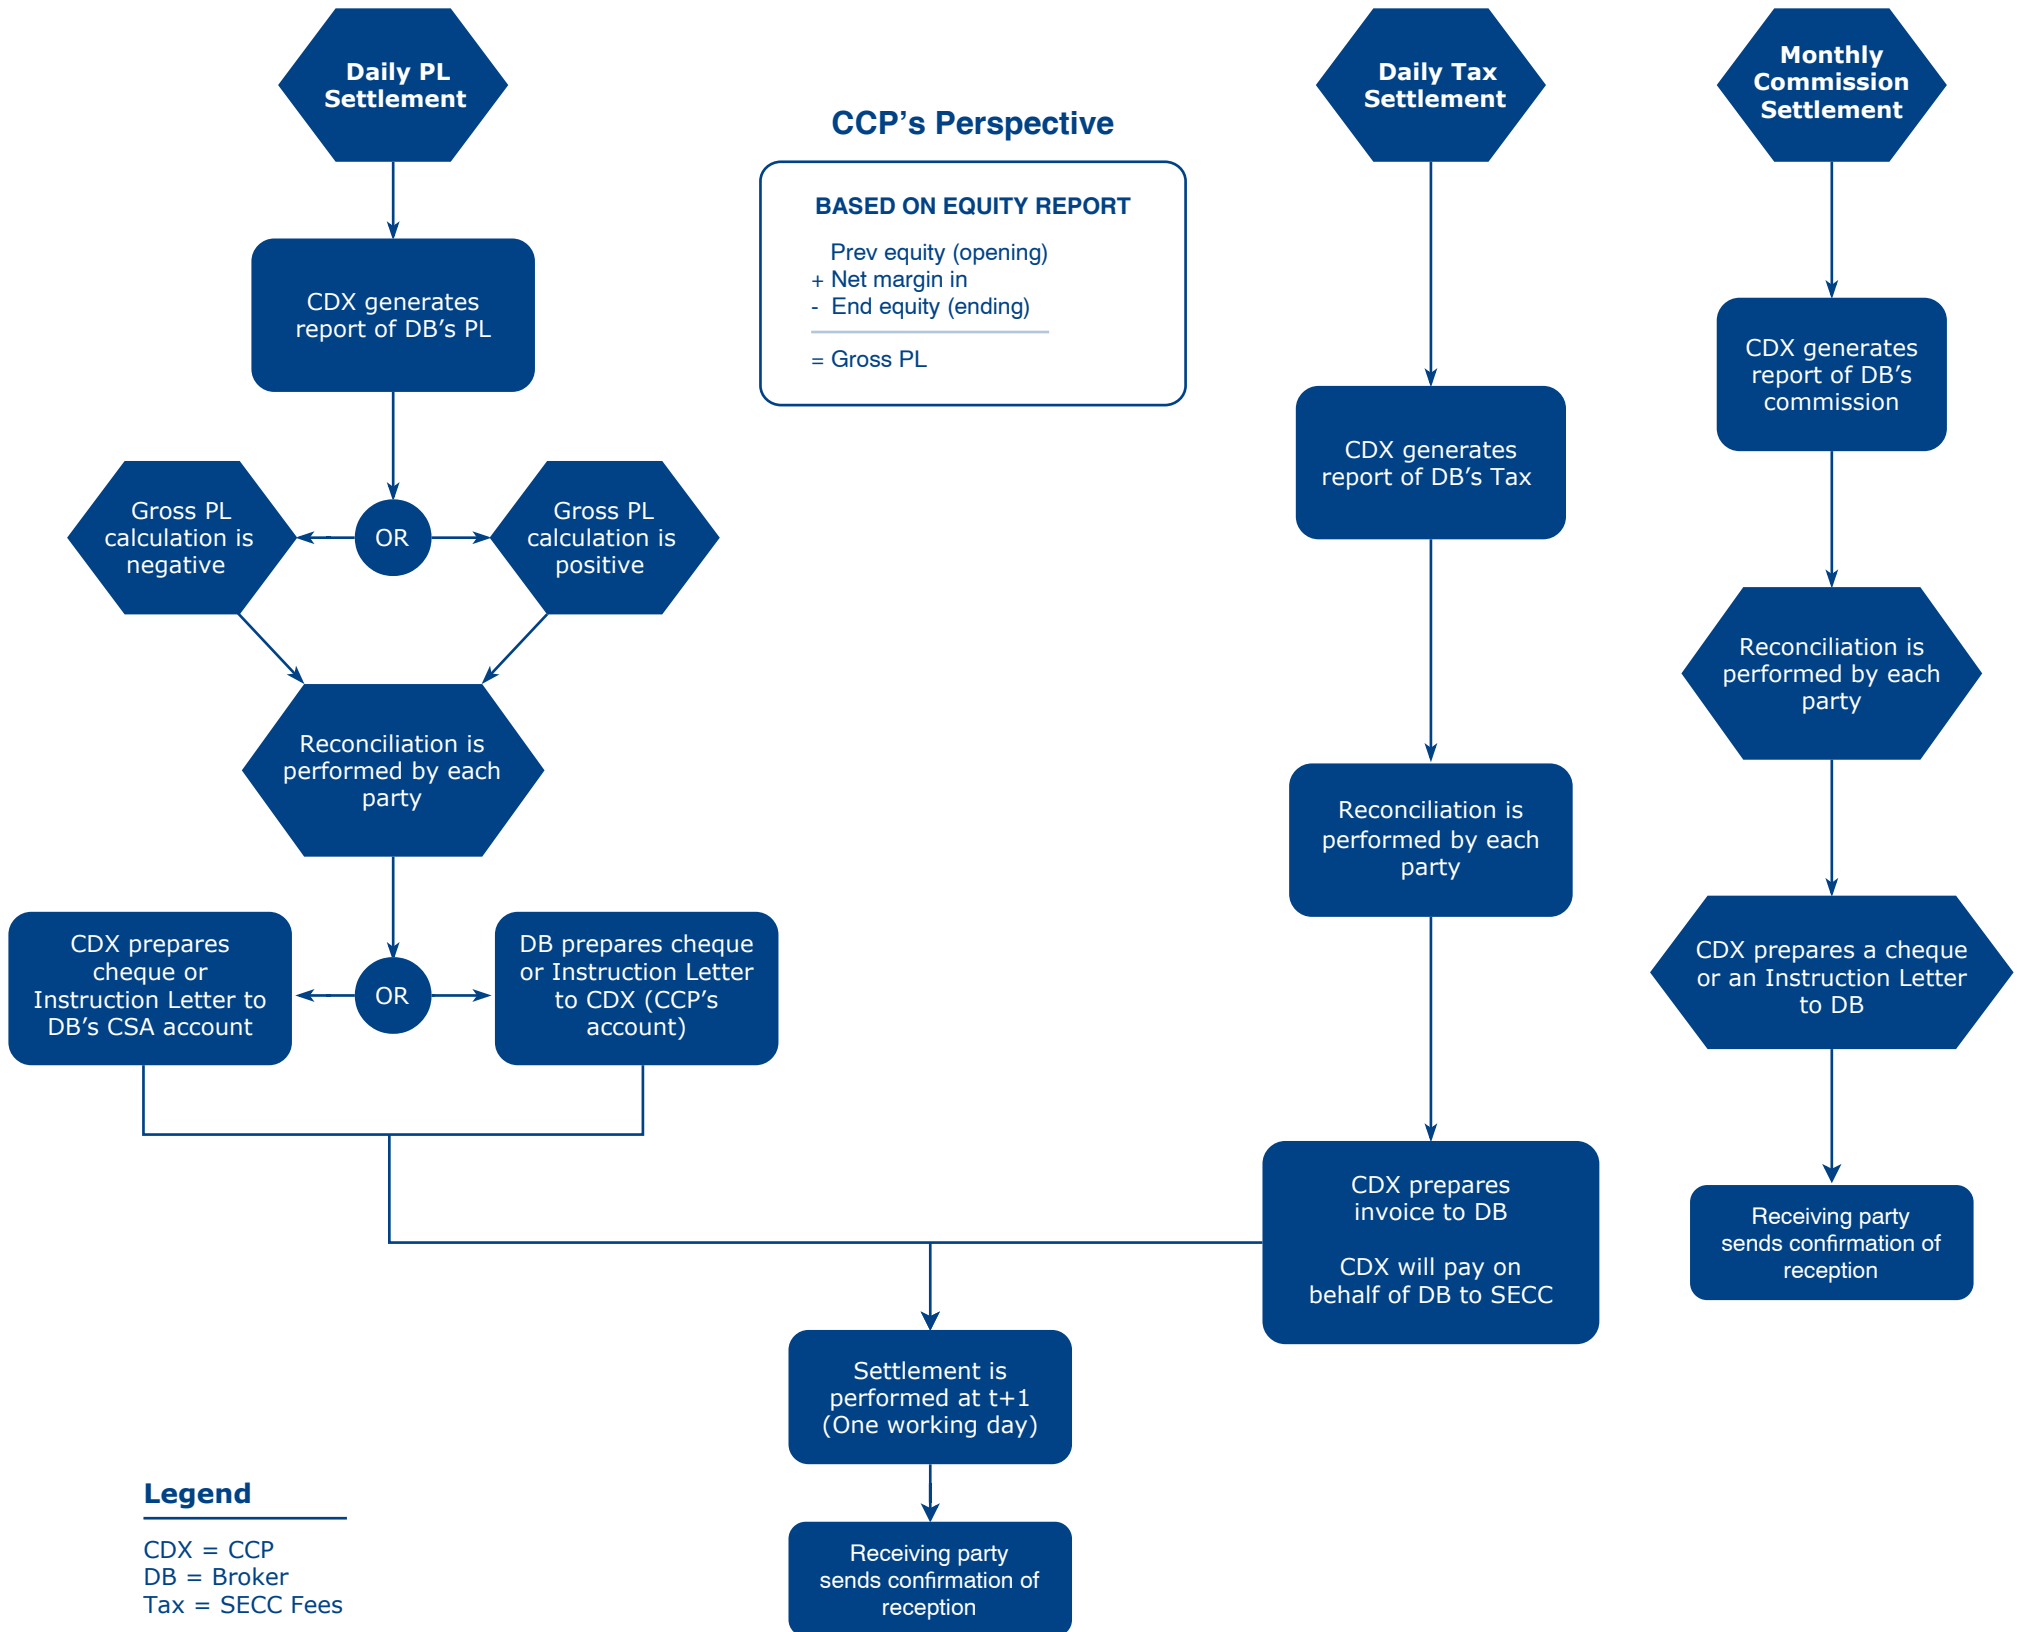 Daily PL
Settlement
CDX generates
report of DB's PL
Gross PL
calculation is
negative
OR
Gross PL
calculation is
positive
Reconciliation is
performed by each
party
CDX prepares
cheque or
Instruction Letter to
DB's CSA account
OR
DB prepares cheque
or Instruction Letter
to CDX (CCP's
account)
CCP's Perspective
BASED ON EQUITY REPORT
Prev equity (opening)
+ Net margin in
- End equity (ending)
= Gross PL
Daily Tax
Settlement
CDX generates
report of DB's Tax
Reconciliation is
performed by each
party
CDX prepares
invoice to DB
CDX will pay on
behalf of DB to SECC
Monthly
Commission
Settlement
CDX generates
report of DB's
commission
Reconciliation is
performed by each
party
CDX prepares a cheque
or an Instruction Letter
to DB
Receiving party
sends confirmation of
reception
Settlement is
performed at t+1
(One working day)
Receiving party
sends confirmation of
reception
Legend
CDX = CCP
DB = Broker
Tax = SECC Fees